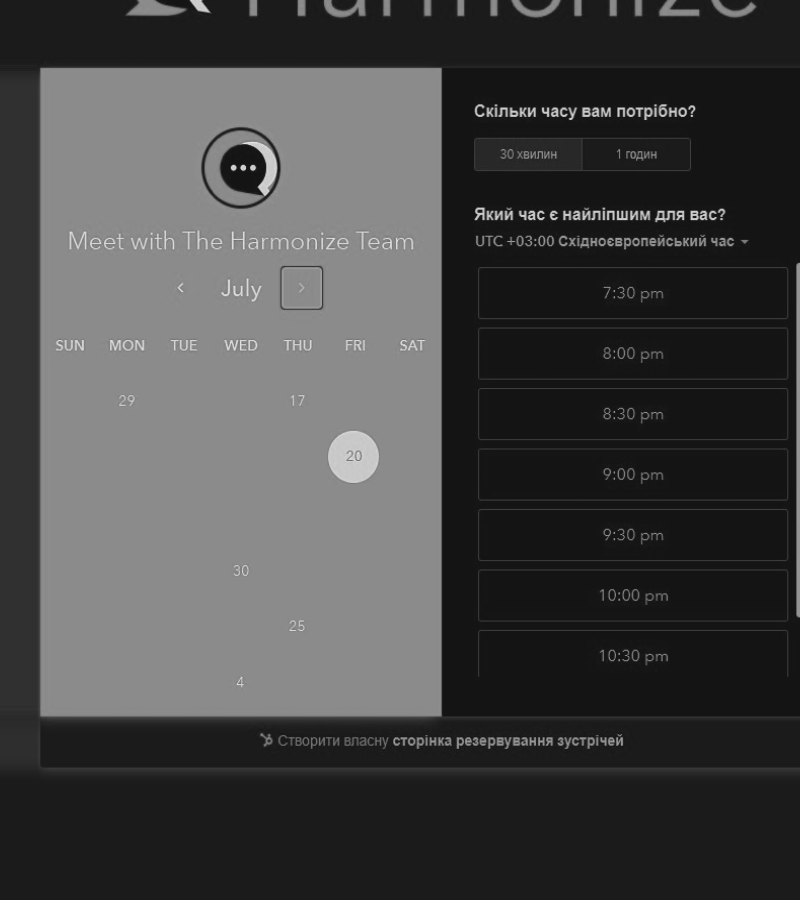 Harmonize
Meet with The Harmonize Team
July
SUN MON TUE WED THU FRI SAT
29 17
20
30
25
4
Скільки часу вам потрібно?
30 хвилин 1 годин
Який час є найліпшим для вас?
UTC +03:00 Східноєвропейський час
7:30 pm
8:00 pm
8:30 pm
9:00 pm
9:30 pm
10:00 pm
10:30 pm
Створити власну сторінка резервування зустрічей